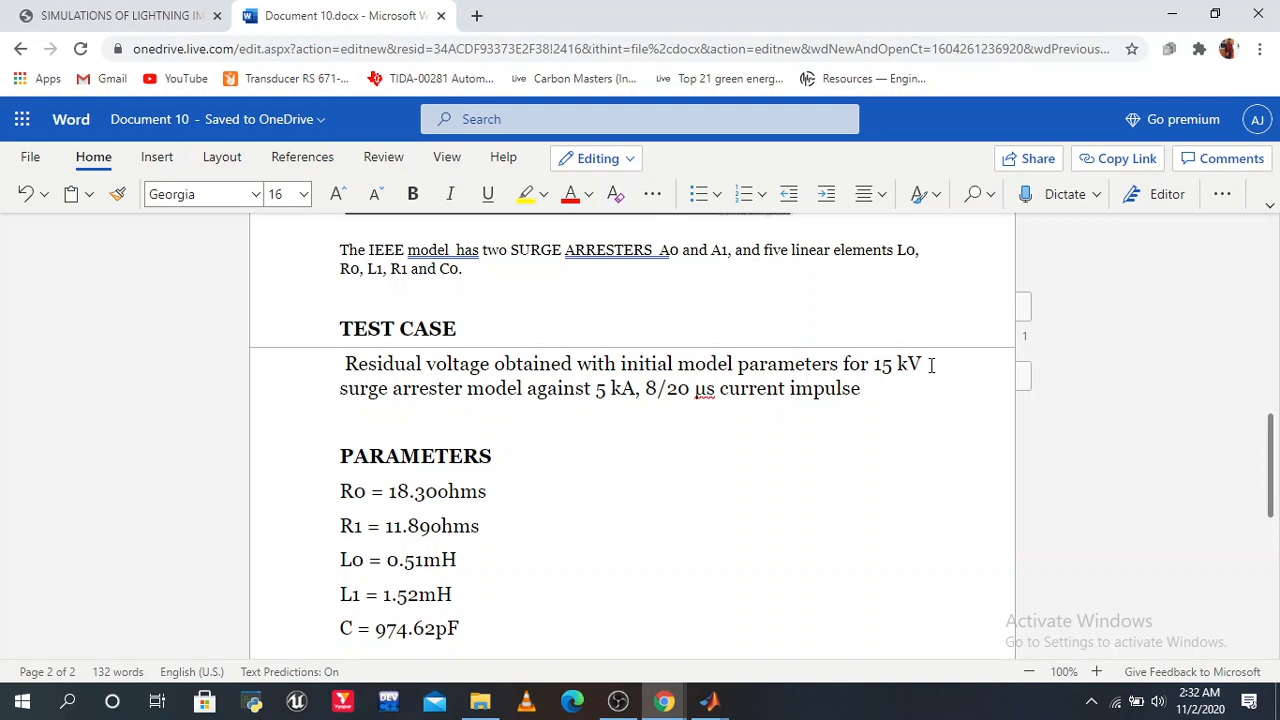 SIMULATIONS OF LIGHTNING IM
Document 10.docx - Microsoft W
onedrive.live.com/edit.aspx?action=editnew&resid=34ACDF93373E2F38!2416&ithint=file%2cdocx&action=editnew&wdNewAndOpenCt=1604261236920&wdPrevious...
Apps Gmail YouTube Transducer RS 671-... TIDA-00281 Autom... Live Carbon Masters (In... Live Top 21 green energ... Resources — Engin...
Word Document 10 - Saved to OneDrive Search Go premium AJ
File Home Insert Layout References Review View Help Editing Share Copy Link Comments
Georgia 16 A A B I U A Dictate Editor
The IEEE model has two SURGE ARRESTERS A0 and A1, and five linear elements L0,
R0, L1, R1 and C0.
TEST CASE
1
Residual voltage obtained with initial model parameters for 15 kV
surge arrester model against 5 kA, 8/20 μs current impulse
PARAMETERS
R0 = 18.30ohms
R1 = 11.89ohms
L0 = 0.51mH
L1 = 1.52mH
C = 974.62pF
Activate Windows
Go to Settings to activate Windows.
Page 2 of 2 132 words English (U.S.) Text Predictions: On 100% Give Feedback to Microsoft
2:32 AM
11/2/2020